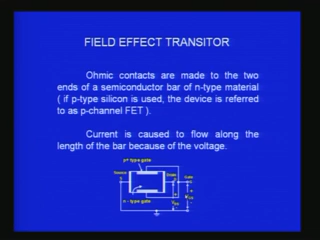 FIELD EFFECT TRANSITOR
Ohmic contacts are made to the two
ends of a semiconductor bar of n-type material
( if p-type silicon is used, the device is referred
to as p-channel FET ).
Current is caused to flow along the
length of the bar because of the voltage.
p+ type gate
Source
Drain
Gate
n - type gate